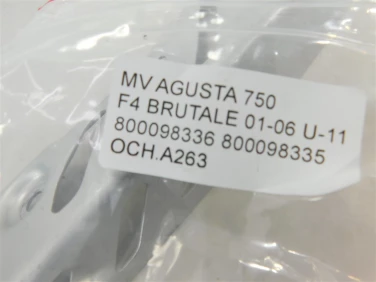 MV AGUSTA 750
F4 BRUTALE 01-06 U-11
800098336 800098335
OCH.A263